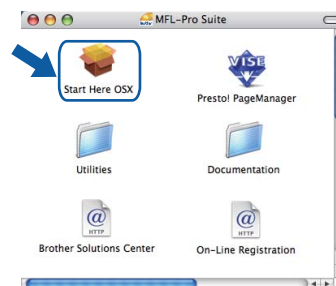 MFL-Pro Suite
Start Here OSX
VISE
Presto! PageManager
Utilities
Documentation
@
HTTP
Brother Solutions Center
@
HTTP
On-Line Registration